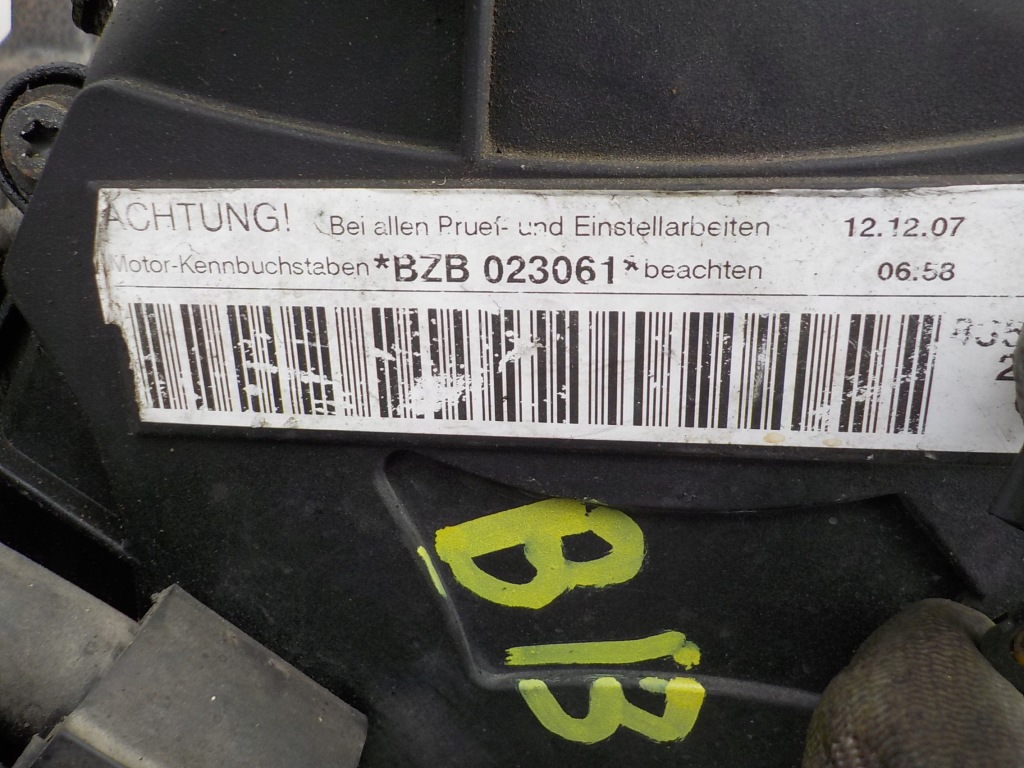 ACHTUNG! Bei allen Pruef- und Einstellarbeiten 12.12.07
Motor-Kennbuchstaben *BZB 023061* beachten 06:58
B13